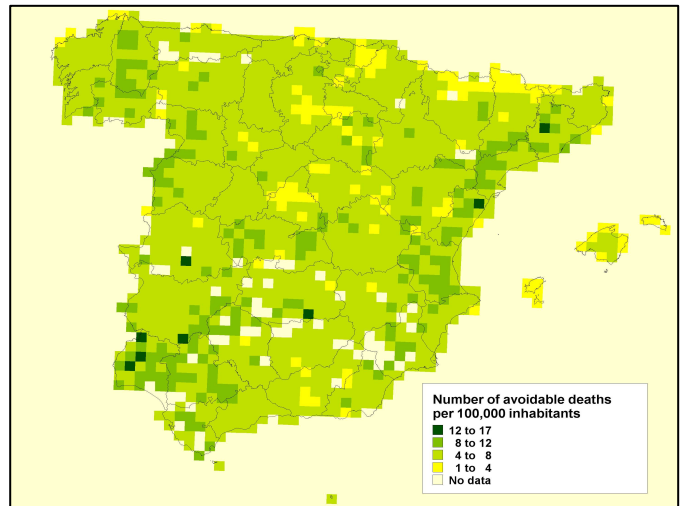 Number of avoidable deaths
per 100,000 inhabitants
12 to 17
8 to 12
4 to 8
1 to 4
No data